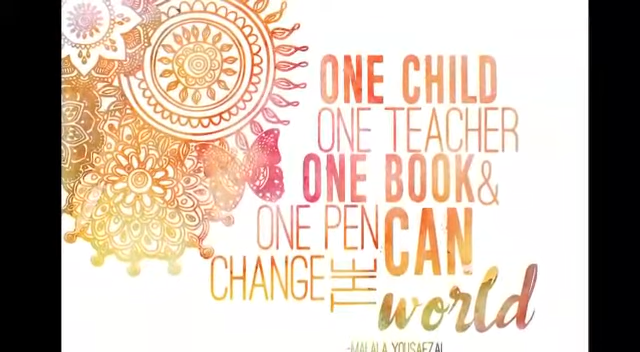 ONE CHILD
ONE TEACHER
ONE BOOK &
ONE PEN CAN
CHANGE THE
world
-MALALA YOUSAFZAI